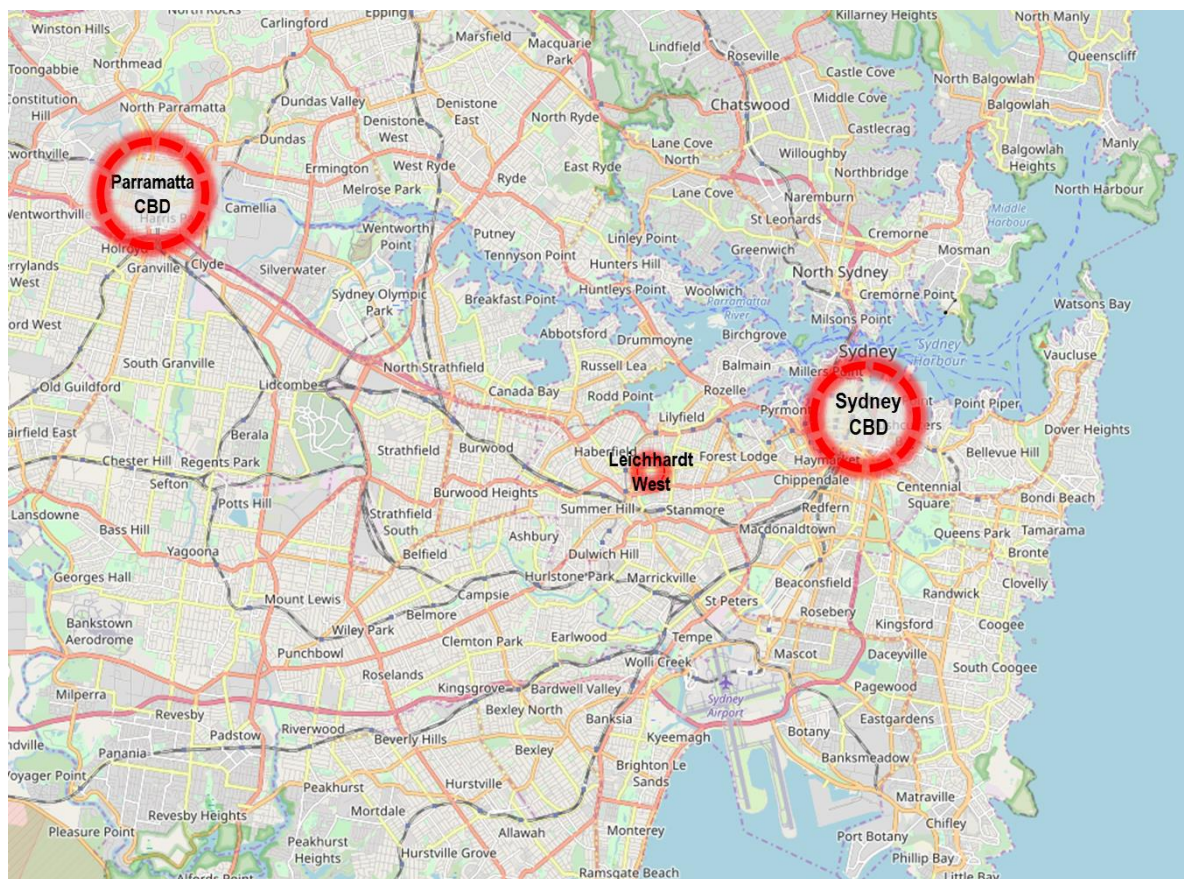 North Rocks
Carlingford
Epping
Killarney Heights
North Manly
Winston Hills
Marsfield
Macquarie
Park
Lindfield
Roseville
Queenscliff
Toongabbie
Northmead
Castle Cove
North Balgowlah
Constitution
Hill
North Parramatta
Dundas Valley
Denistone
East
Chatswood
Middle Cove
Balgowlah
Dundas
Denistone
West
North Ryde
Castlecrag
Manly
Lane Cove
North
Willoughby
Balgowlah
Heights
Ermington
West Ryde
East Ryde
Northbridge
Parramatta
CBD
Melrose Park
Ryde
Lane Cove
Naremburn
North Harbour
Wentworthville
Camellia
St Leonards
Middle
Harbour
Harris
Wentworth
Point
Putney
Linley Point
Greenwich
Cremorne
Mosman
Holroyd
Granville
Clyde
Silverwater
Tennyson Point
Hunters Hill
North Sydney
West
Sydney Olympic
Park
Breakfast Point
Huntleys Point
Woolwich
Cremorne Point
Parramatta
River
Watsons Bay
Milsons Point
Abbotsford
Drummoyne
Birchgrove
Sydney
Sydney
Harbour
Vaucluse
South Granville
North Strathfield
Russell Lea
Balmain
Millers Point
Old Guildford
Lidcombe
Canada Bay
Rodd Point
Rozelle
Sydney
CBD
Point Piper
Pyrmont
Lilyfield
Dover Heights
Berala
Strathfield
Burwood
Haberfield
Leichhardt
West
Forest Lodge
Haymarket
Bellevue Hill
Chester Hill
Regents Park
Sefton
Chippendale
Centennial
Square
Burwood Heights
Bondi Beach
Potts Hill
Summer Hill
Stanmore
Redfern
Lansdowne
Strathfield
South
Macdonaldtown
Tamarama
Bass Hill
Ashbury
Queens Park
Yagoona
Belfield
Dulwich Hill
Bronte
Georges Hall
Hurlstone Park
Marrickville
Beaconsfield
Clovelly
Mount Lewis
Campsie
St Peters
Randwick
Bankstown
Aerodrome
Belmore
Rosebery
Wiley Park
Kingsford
Coogee
Clemton Park
Earlwood
Tempe
Punchbowl
Mascot
Daceyville
Roselands
Wolli Creek
South Coogee
Milperra
Kingsgrove
Bardwell Valley
Sydney
Airport
Pagewood
Revesby
Bexley North
Banksia
Eastgardens
Padstow
Riverwood
Beverly Hills
Kyeemagh
Botany
Panania
Bexley
Banksmeadow
Voyager Point
Brighton Le
Sands
Peakhurst
Hurstville
Matraville
Revesby Heights
Mortdale
Chifley
Pleasure Point
Allawah
Monterey
Port Botany
Peakhurst
Heights
Hurstville Grove
Phillip Bay
Alfords Point
Ramsgate Beach
Little Bay